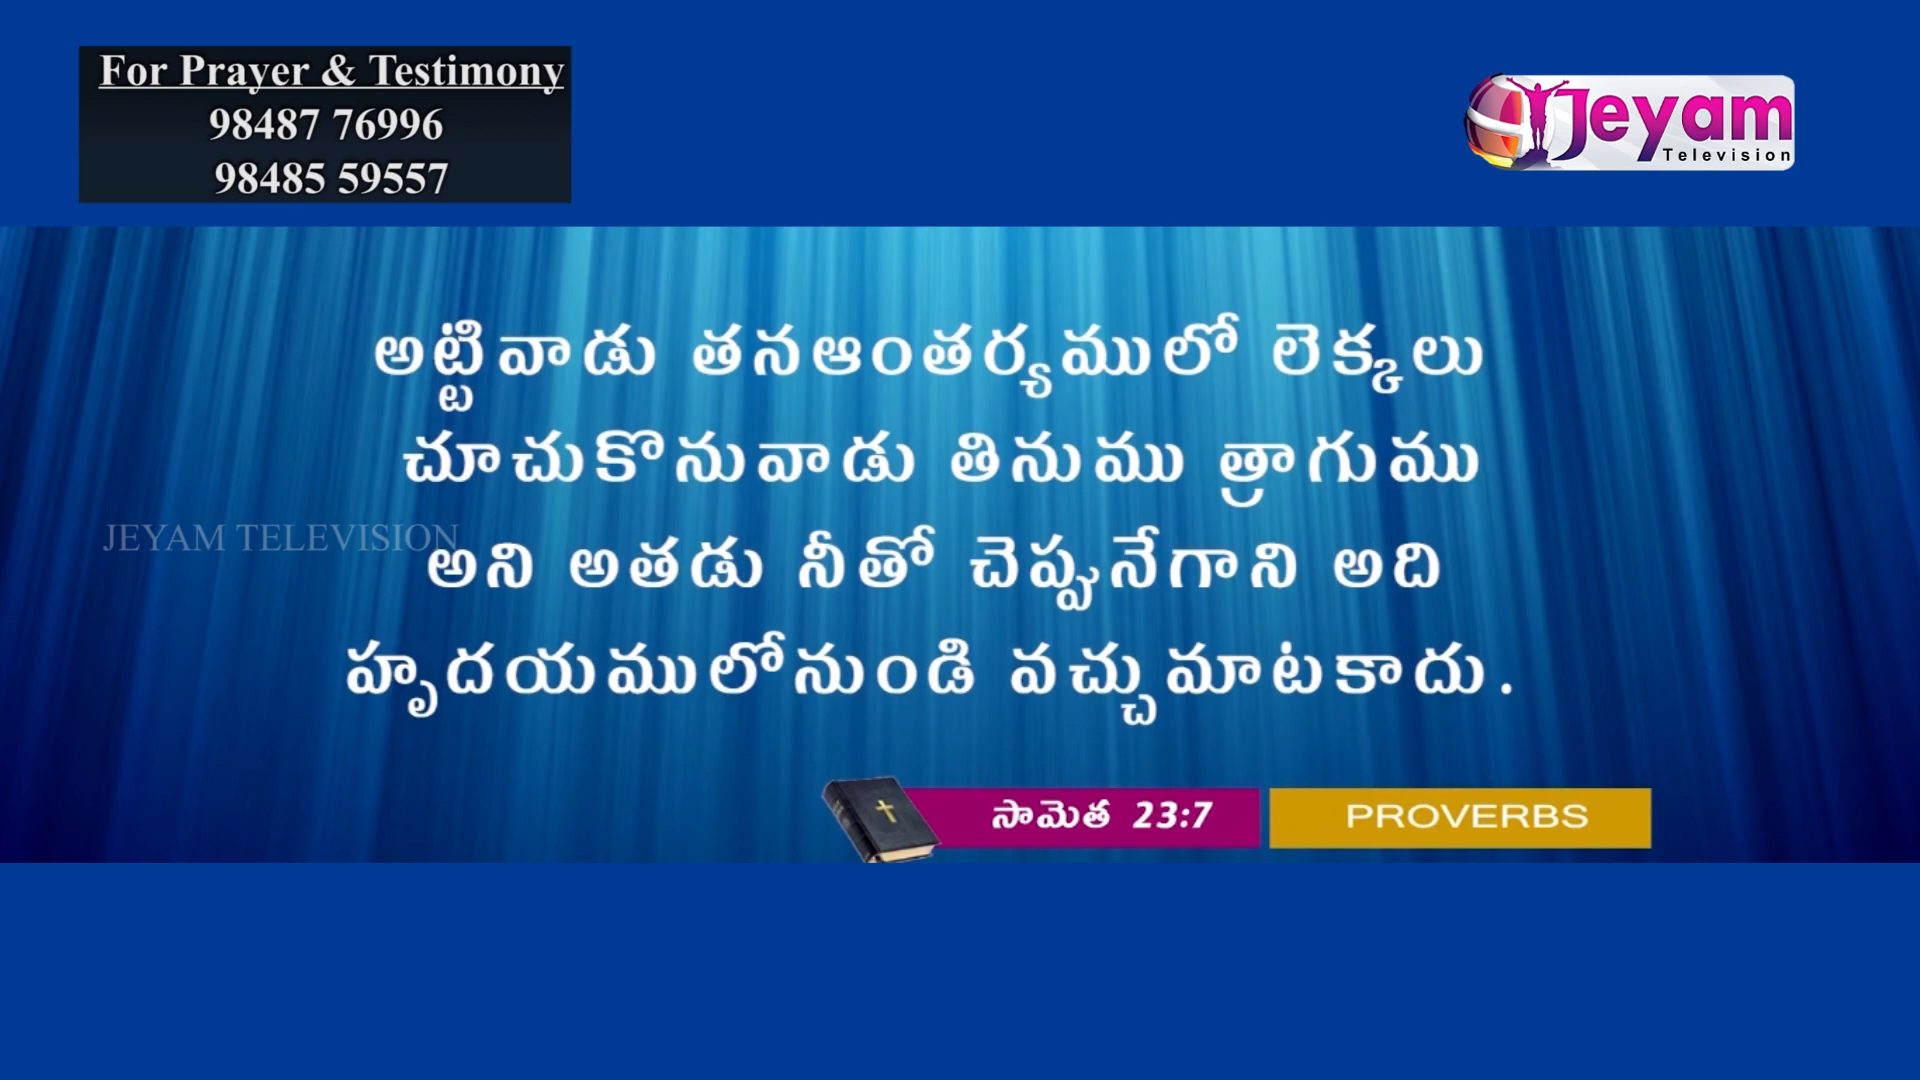 For Prayer & Testimony
98487 76996
98485 59557
Jeyam
Television
అట్టివాడు తనఆంతర్యములో లెక్కలు
చూచుకొనువాడు తినుము త్రాగుము
JEYAM TELEVISION
అని అతడు నీతో చెప్పునేగాని అది
హృదయములోనుండి వచ్చుమాటకాదు.
సామెత 23:7
PROVERBS